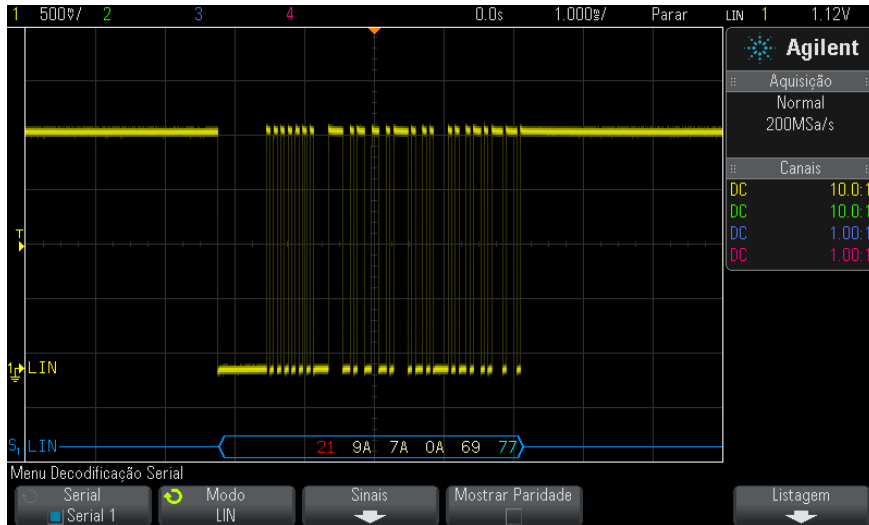 1 500♉/ 2 3 4 0.0s 1.000♉/ Parar LIN 1 1.12V
Agilent
Aquisição
Normal
200MSa/s
Canais
DC 10.0:1
DC 10.0:1
DC 1.00:1
DC 1.00:1
T
1 LIN
S1 LIN
21 9A 7A 0A 69 77
Menu Decodificação Serial
Serial
Serial 1
Modo
LIN
Sinais
Mostrar Paridade
Listagem